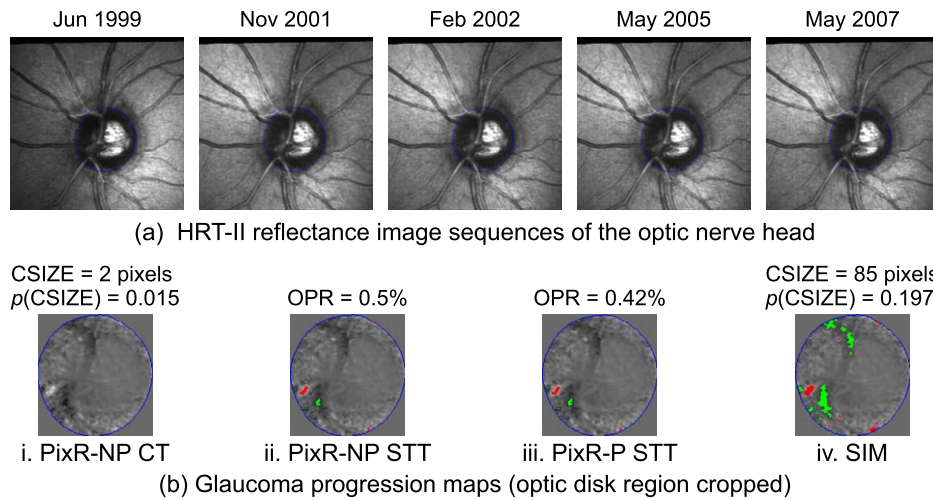 Jun 1999
Nov 2001
Feb 2002
May 2005
May 2007
(a) HRT-II reflectance image sequences of the optic nerve head
CSIZE = 2 pixels
p(CSIZE) = 0.015
OPR = 0.5%
OPR = 0.42%
CSIZE = 85 pixels
p(CSIZE) = 0.197
i. PixR-NP CT
ii. PixR-NP STT
iii. PixR-P STT
iv. SIM
(b) Glaucoma progression maps (optic disk region cropped)